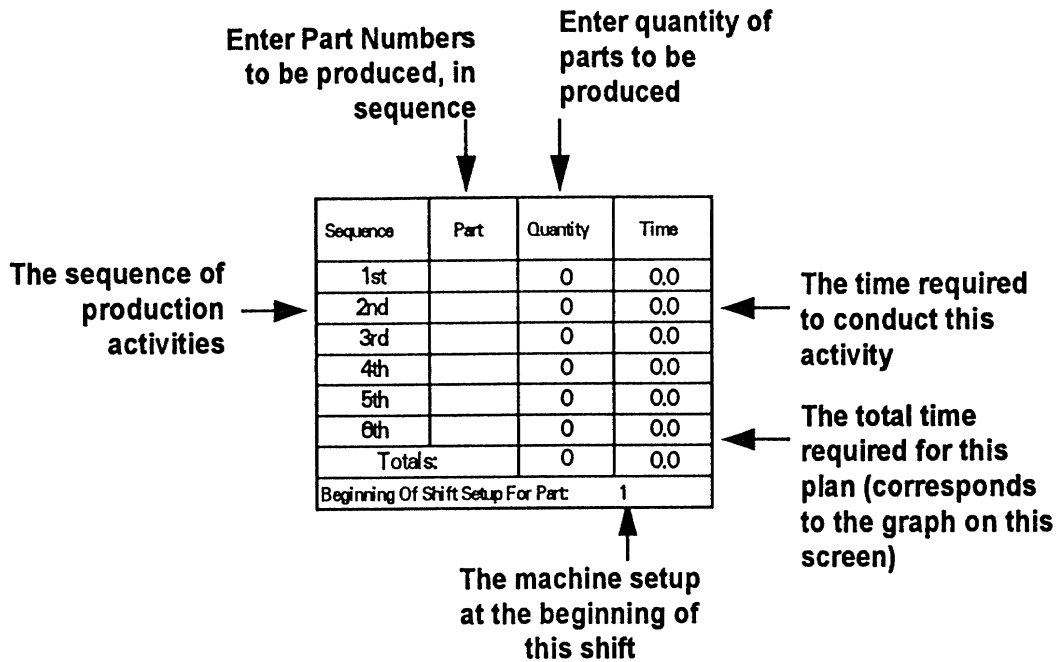 Enter Part Numbers
to be produced, in
sequence
Enter quantity of
parts to be
produced
Sequence Part Quantity Time
1st 0 0.0
2nd 0 0.0
3rd 0 0.0
4th 0 0.0
5th 0 0.0
6th 0 0.0
Totals: 0 0.0
Beginning Of Shift Setup For Part: 1
The sequence of
production
activities
The time required
to conduct this
activity
The total time
required for this
plan (corresponds
to the graph on this
screen)
The machine setup
at the beginning of
this shift